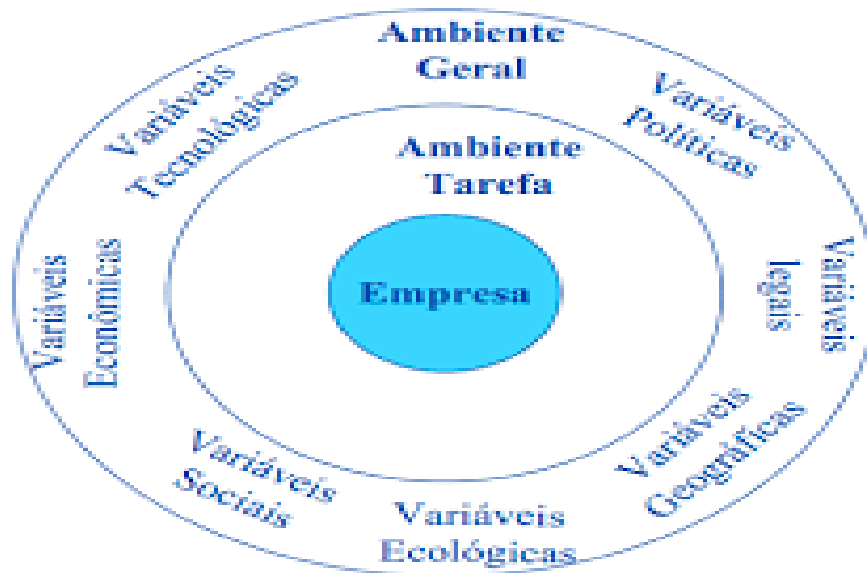 Ambiente
Geral
Variáveis
Tecnológicas
Variáveis
Políticas
Ambiente
Tarefa
Empresa
Variáveis
Econômicas
Variáveis
legais
Variáveis
Sociais
Variáveis
Geográficas
Variáveis
Ecológicas